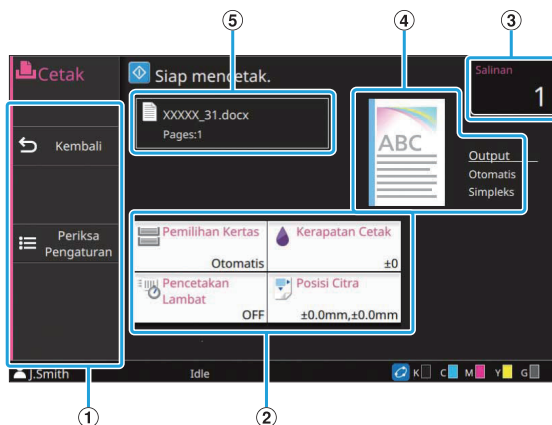 5
4
3
Cetak
Siap mencetak.
Salinan
1
XXXXX_31.docx
Pages:1
ABC
Kembali
Output
Otomatis
Simpleks
Periksa
Pengaturan
Pemilihan Kertas
Otomatis
Kerapatan Cetak
±0
Pencetakan
Lambat
OFF
Posisi Citra
±0.0mm,±0.0mm
J.Smith
Idle
K C M Y G
1
2